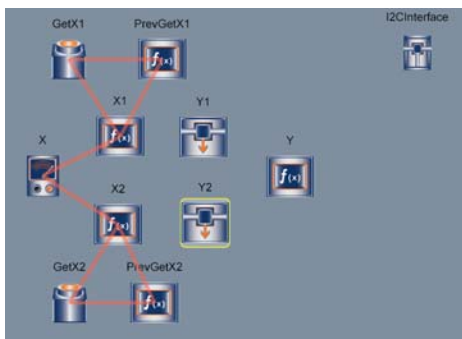 GetX1 PrevGetX1 I2CInterface
X1 Y1
f(x)
f(x)
X Y
f(x)
X2 Y2
f(x)
GetX2 PrevGetX2
f(x)